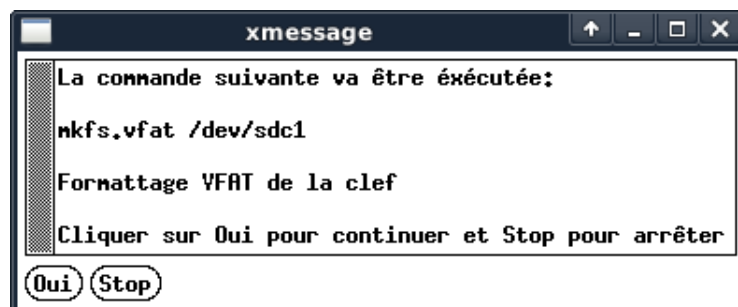 xmessage
La commande suivante va être éxécutée:
mkfs.vfat /dev/sdc1
Formattage VFAT de la clef
Cliquer sur Oui pour continuer et Stop pour arrêter
Oui Stop